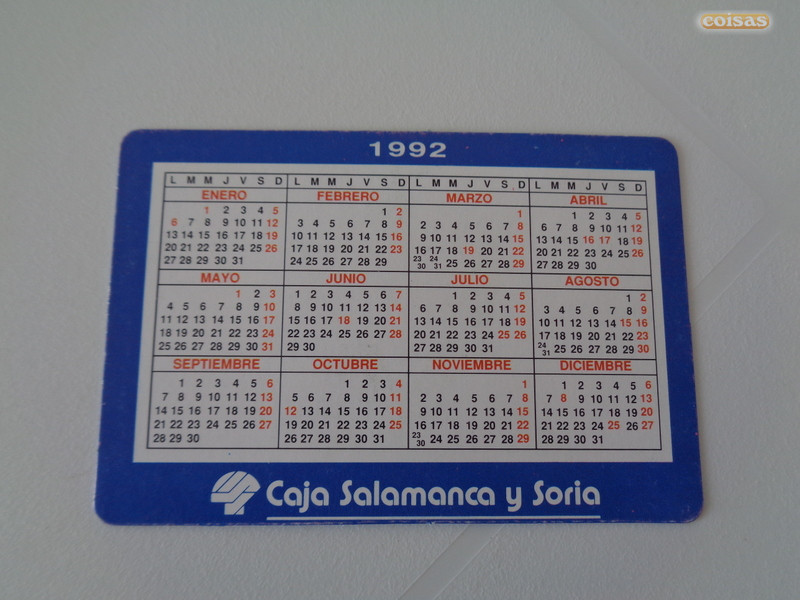 coisas
1992
L M M J V S D L M M J V S D L M M J V S D L M M J V S D
ENERO FEBRERO MARZO ABRIL
1 2 3 4 5 1 2 1 1 2 3 4 5
6 7 8 9 10 11 12 3 4 5 6 7 8 9 2 3 4 5 6 7 8 6 7 8 9 10 11 12
13 14 15 16 17 18 19 10 11 12 13 14 15 16 9 10 11 12 13 14 15 13 14 15 16 17 18 19
20 21 22 23 24 25 26 17 18 19 20 21 22 23 16 17 18 19 20 21 22 20 21 22 23 24 25 26
27 28 29 30 31 24 25 26 27 28 29 23/30 24/31 25 26 27 28 29 27 28 29 30
MAYO JUNIO JULIO AGOSTO
1 2 3 1 2 3 4 5 6 7 1 2 3 4 5 1 2
4 5 6 7 8 9 10 8 9 10 11 12 13 14 6 7 8 9 10 11 12 3 4 5 6 7 8 9
11 12 13 14 15 16 17 15 16 17 18 19 20 21 13 14 15 16 17 18 19 10 11 12 13 14 15 16
18 19 20 21 22 23 24 22 23 24 25 26 27 28 20 21 22 23 24 25 26 17 18 19 20 21 22 23
25 26 27 28 29 30 31 29 30 27 28 29 30 31 24/31 25 26 27 28 29 30
SEPTIEMBRE OCTUBRE NOVIEMBRE DICIEMBRE
1 2 3 4 5 6 1 2 3 4 1 1 2 3 4 5 6
7 8 9 10 11 12 13 5 6 7 8 9 10 11 2 3 4 5 6 7 8 7 8 9 10 11 12 13
14 15 16 17 18 19 20 12 13 14 15 16 17 18 9 10 11 12 13 14 15 14 15 16 17 18 19 20
21 22 23 24 25 26 27 19 20 21 22 23 24 25 16 17 18 19 20 21 22 21 22 23 24 25 26 27
28 29 30 26 27 28 29 30 31 23/30 24 25 26 27 28 29 28 29 30 31
Caja Salamanca y Soria